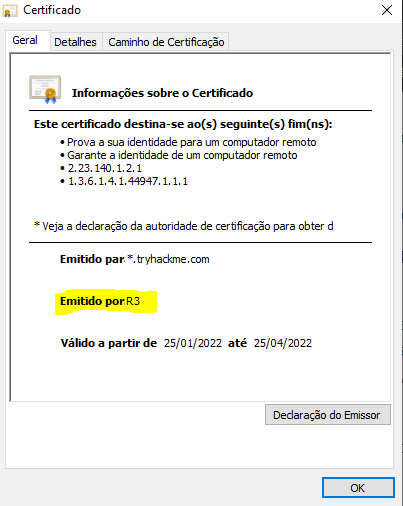 Certificado
Geral Detalhes Caminho de Certificação
Informações sobre o Certificado
Este certificado destina-se ao(s) seguinte(s) fim(ns):
• Prova a sua identidade para um computador remoto
• Garante a identidade de um computador remoto
• 2.23.140.1.2.1
• 1.3.6.1.4.1.44947.1.1.1
* Veja a declaração da autoridade de certificação para obter d
Emitido par *.tryhackme.com
Emitido por R3
Válido a partir de 25/01/2022 até 25/04/2022
Declaração do Emissor
OK